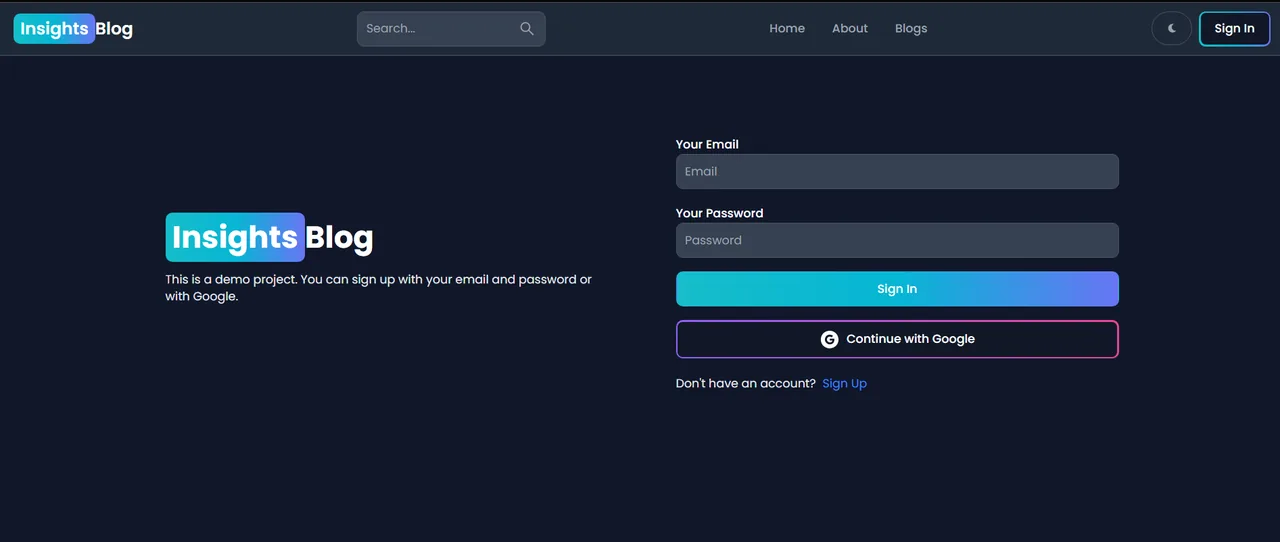 Insights Blog
Search...
Home
About
Blogs
Sign In
Insights Blog
This is a demo project. You can sign up with your email and password or
with Google.
Your Email
Email
Your Password
Password
Sign In
G Continue with Google
Don't have an account? Sign Up